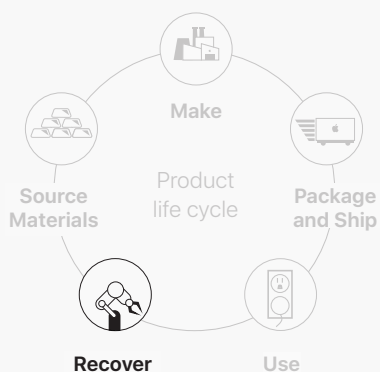 Make
Source
Materials
Product
life cycle
Package
and Ship
Recover
Use